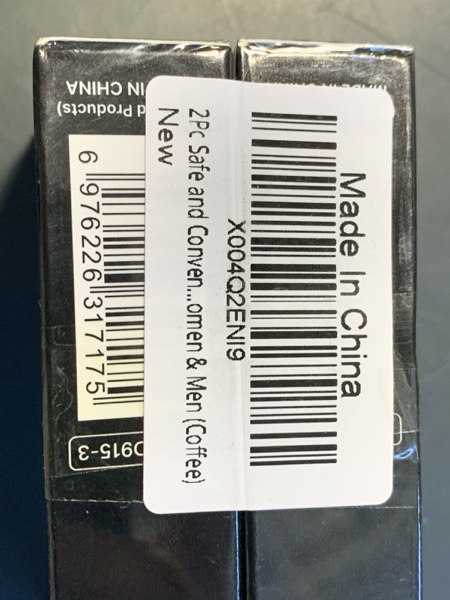 Made In China
X004Q2ENI9
2Pc Safe and Conven...omen & Men (Coffee)
New
d Products)
IN CHINA
6 976226 317175
D915-3